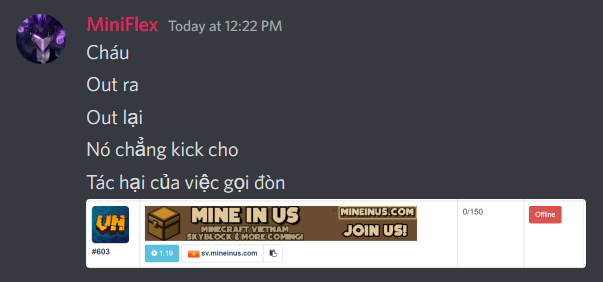 MiniFlex Today at 12:22 PM
Cháu
Out ra
Out lại
Nó chẳng kick cho
Tác hại của việc gọi đòn
UN
#603
MINE IN US
MINECRAFT VIETNAM
SKYBLOCK & MORE COMING!
MINEINUS.COM
JOIN US!
1.19
sv.mineinus.com
0/150
Offline